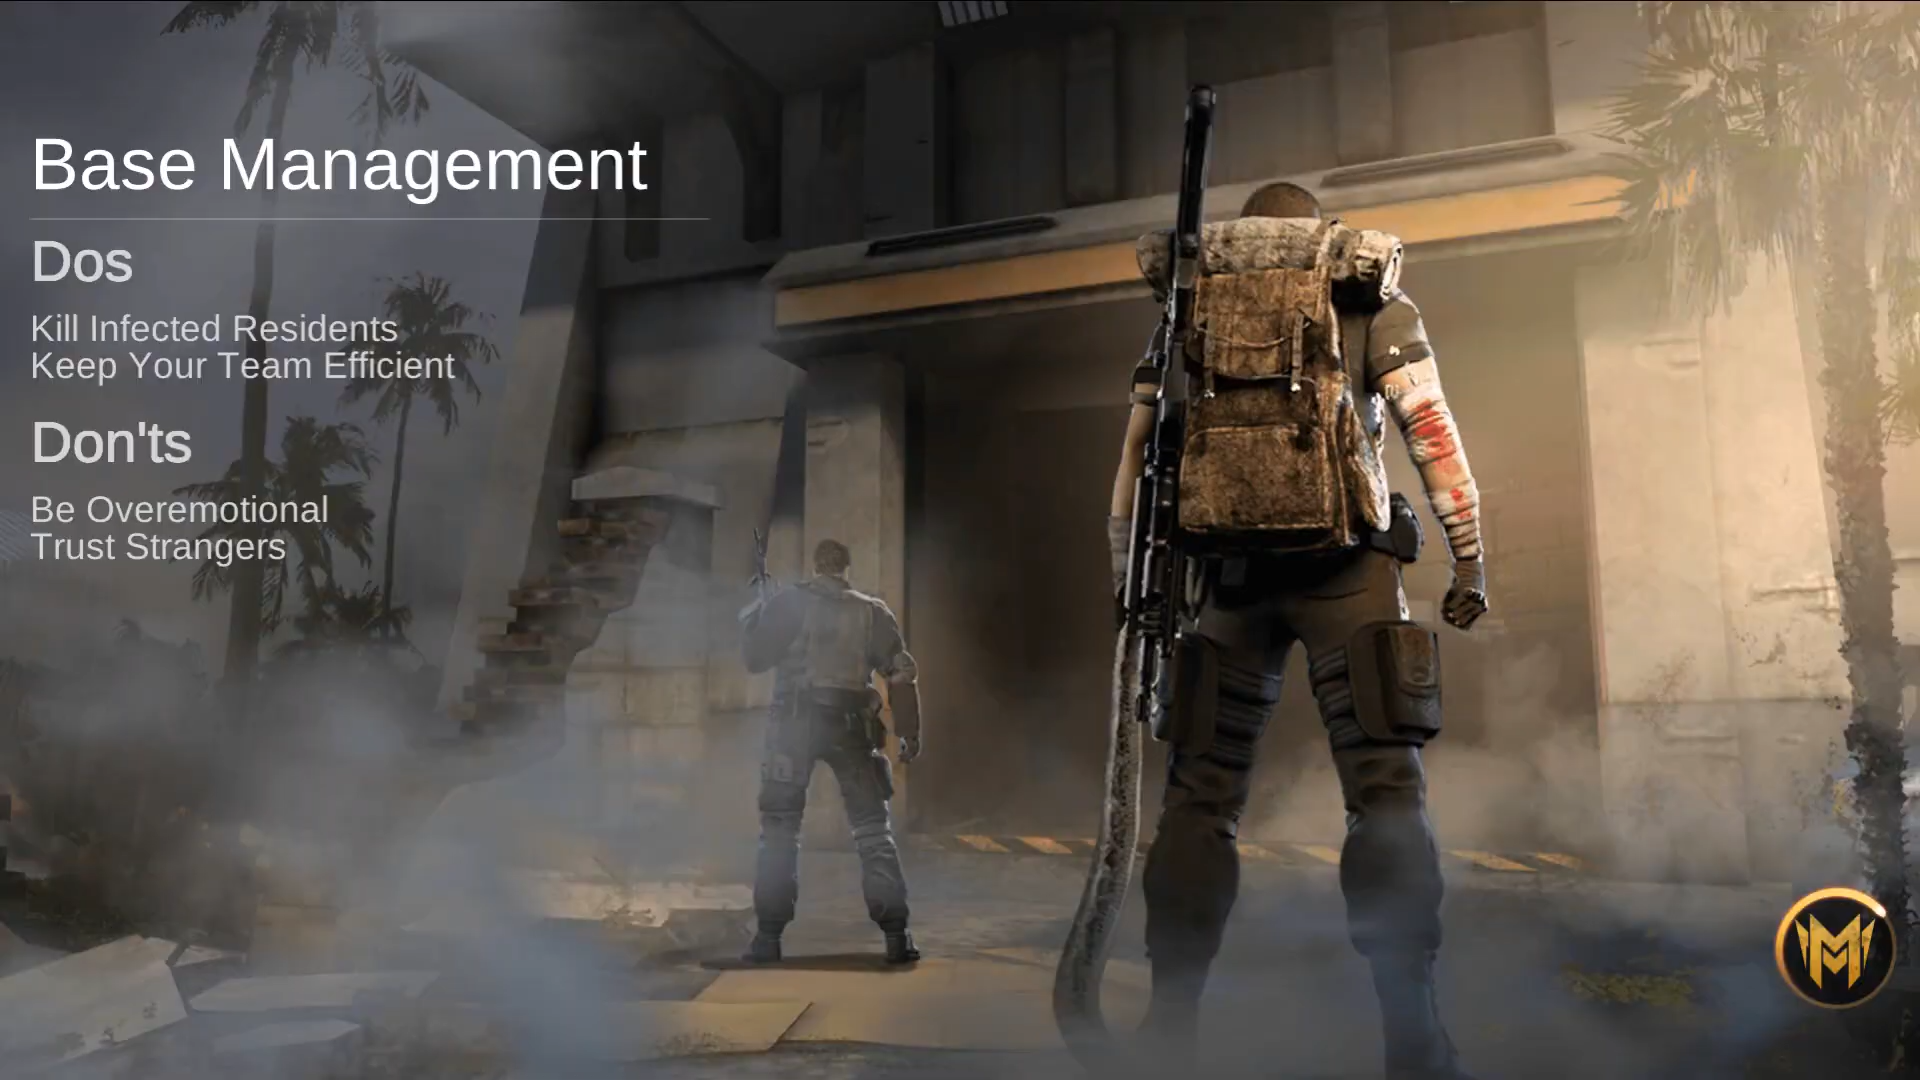 Base Management
Dos
Kill Infected Residents
Keep Your Team Efficient
Don'ts
Be Overemotional
Trust Strangers